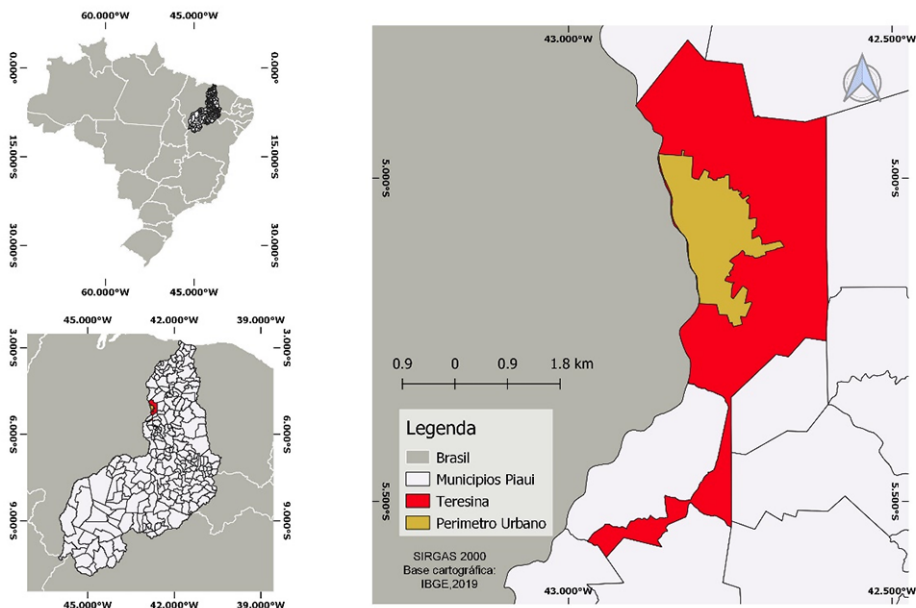 60.000°W 45.000°W
0.000°S 0.000°S
15.000°S 15.000°S
30.000°S 30.000°S
60.000°W 45.000°W
45.000°W 42.000°W 39.000°W
3.000°S 3.000°S
6.000°S 6.000°S
9.000°S 9.000°S
45.000°W 42.000°W 39.000°W
43.000°W 42.500°W
5.000°S 5.000°S
0.9 0 0.9 1.8 km
Legenda
Brasil
Municipios Piaui
Teresina
Perimetro Urbano
5.500°S 5.500°S
SIRGAS 2000
Base cartográfica:
IBGE,2019
43.000°W 42.500°W